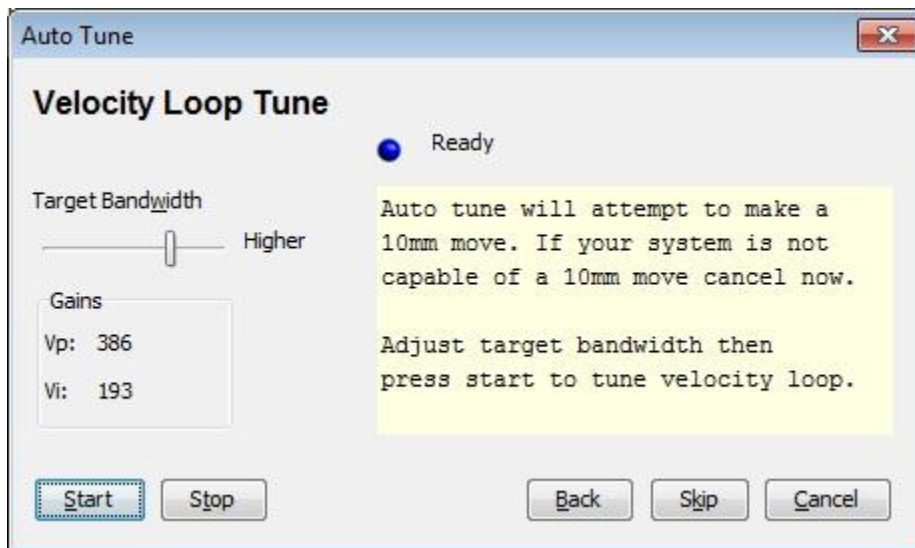 Auto Tune
Velocity Loop Tune
Ready
Target Bandwidth
Higher
Auto tune will attempt to make a
10mm move. If your system is not
capable of a 10mm move cancel now.
Adjust target bandwidth then
press start to tune velocity loop.
Gains
Vp: 386
Vi: 193
Start
Stop
Back
Skip
Cancel